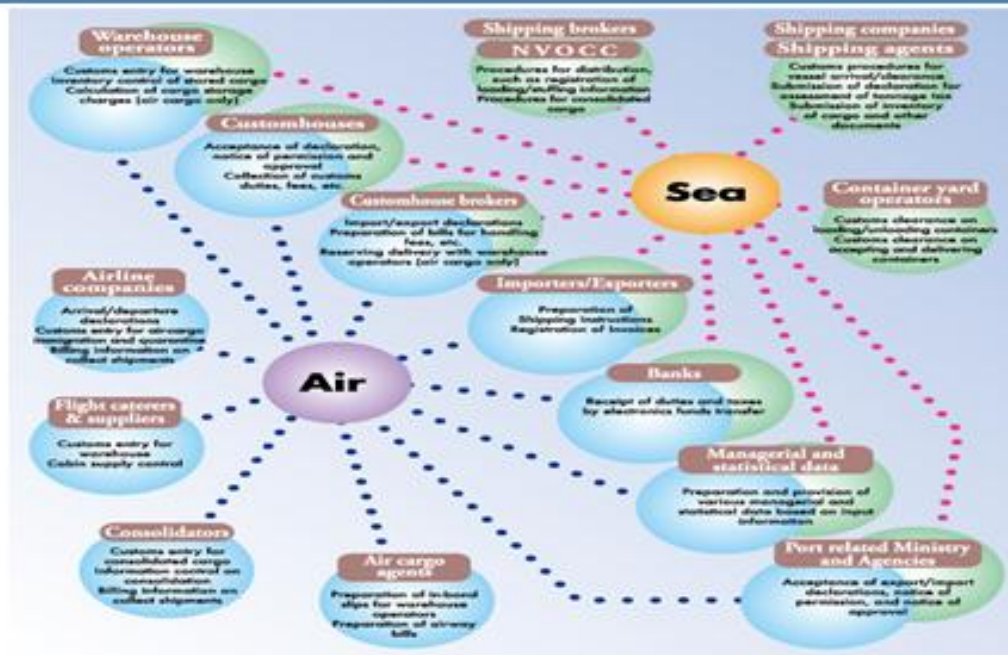 Warehouse
operators
Customs entry for warehouse
Inventory control of stored cargo
Calculation of cargo storage
charges (air cargo only)
Shipping brokers
NVOCC
Procedures for distribution,
such as registration of
loading/stuffing information
Procedures for consolidated
cargo
Shipping companies
Shipping agents
Customs procedures for
vessel arrival/clearance
Submission of declaration for
assessment of tonnage tax
Submission of inventory
of cargo and other
documents
Customhouses
Acceptance of declaration,
notice of permission and
approval
Collection of customs
duties, fees, etc.
Sea
Customhouse brokers
Import/export declarations
Preparation of bills for handling
fees, etc.
Reserving delivery with warehouse
operators (air cargo only)
Container yard
operators
Customs clearance on
loading/unloading containers
Customs clearance on
accepting and delivering
containers
Airline
companies
Arrival/departure
declarations
Customs entry for air-cargo
immigration and quarantine
Billing information on
collect shipments
Importers/Exporters
Preparation of
Shipping instructions
Registration of invoices
Air
Banks
Receipt of duties and taxes
by electronics funds transfer
Flight caterers
& suppliers
Customs entry for
warehouse
Cabin supply control
Managerial and
statistical data
Preparation and provision of
various managerial and
statistical data based on input
information
Consolidators
Customs entry for
consolidated cargo
Information control on
consolidation
Billing information on
collect shipments
Air cargo
agents
Preparation of in-bond
slips for warehouse
operators
Preparation of airway
bills
Port related Ministry
and Agencies
Acceptance of export/import
declarations, notice of
permission, and notice of
approval